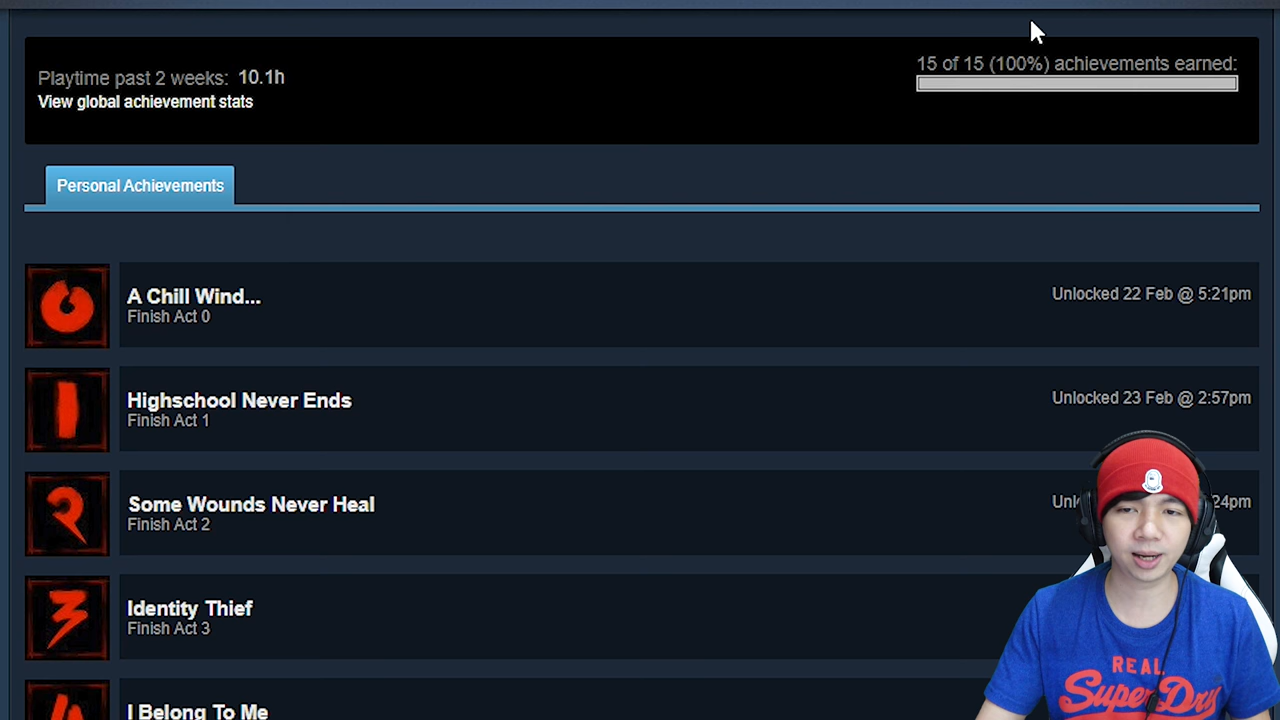 Playtime past 2 weeks: 10.1h
15 of 15 (100%) achievements earned:
View global achievement stats
Personal Achievements
A Chill Wind...
Finish Act 0
Unlocked 22 Feb @ 5:21pm
Highschool Never Ends
Finish Act 1
Unlocked 23 Feb @ 2:57pm
Some Wounds Never Heal
Finish Act 2
24pm
Identity Thief
Finish Act 3
I Belong To Me
REAL